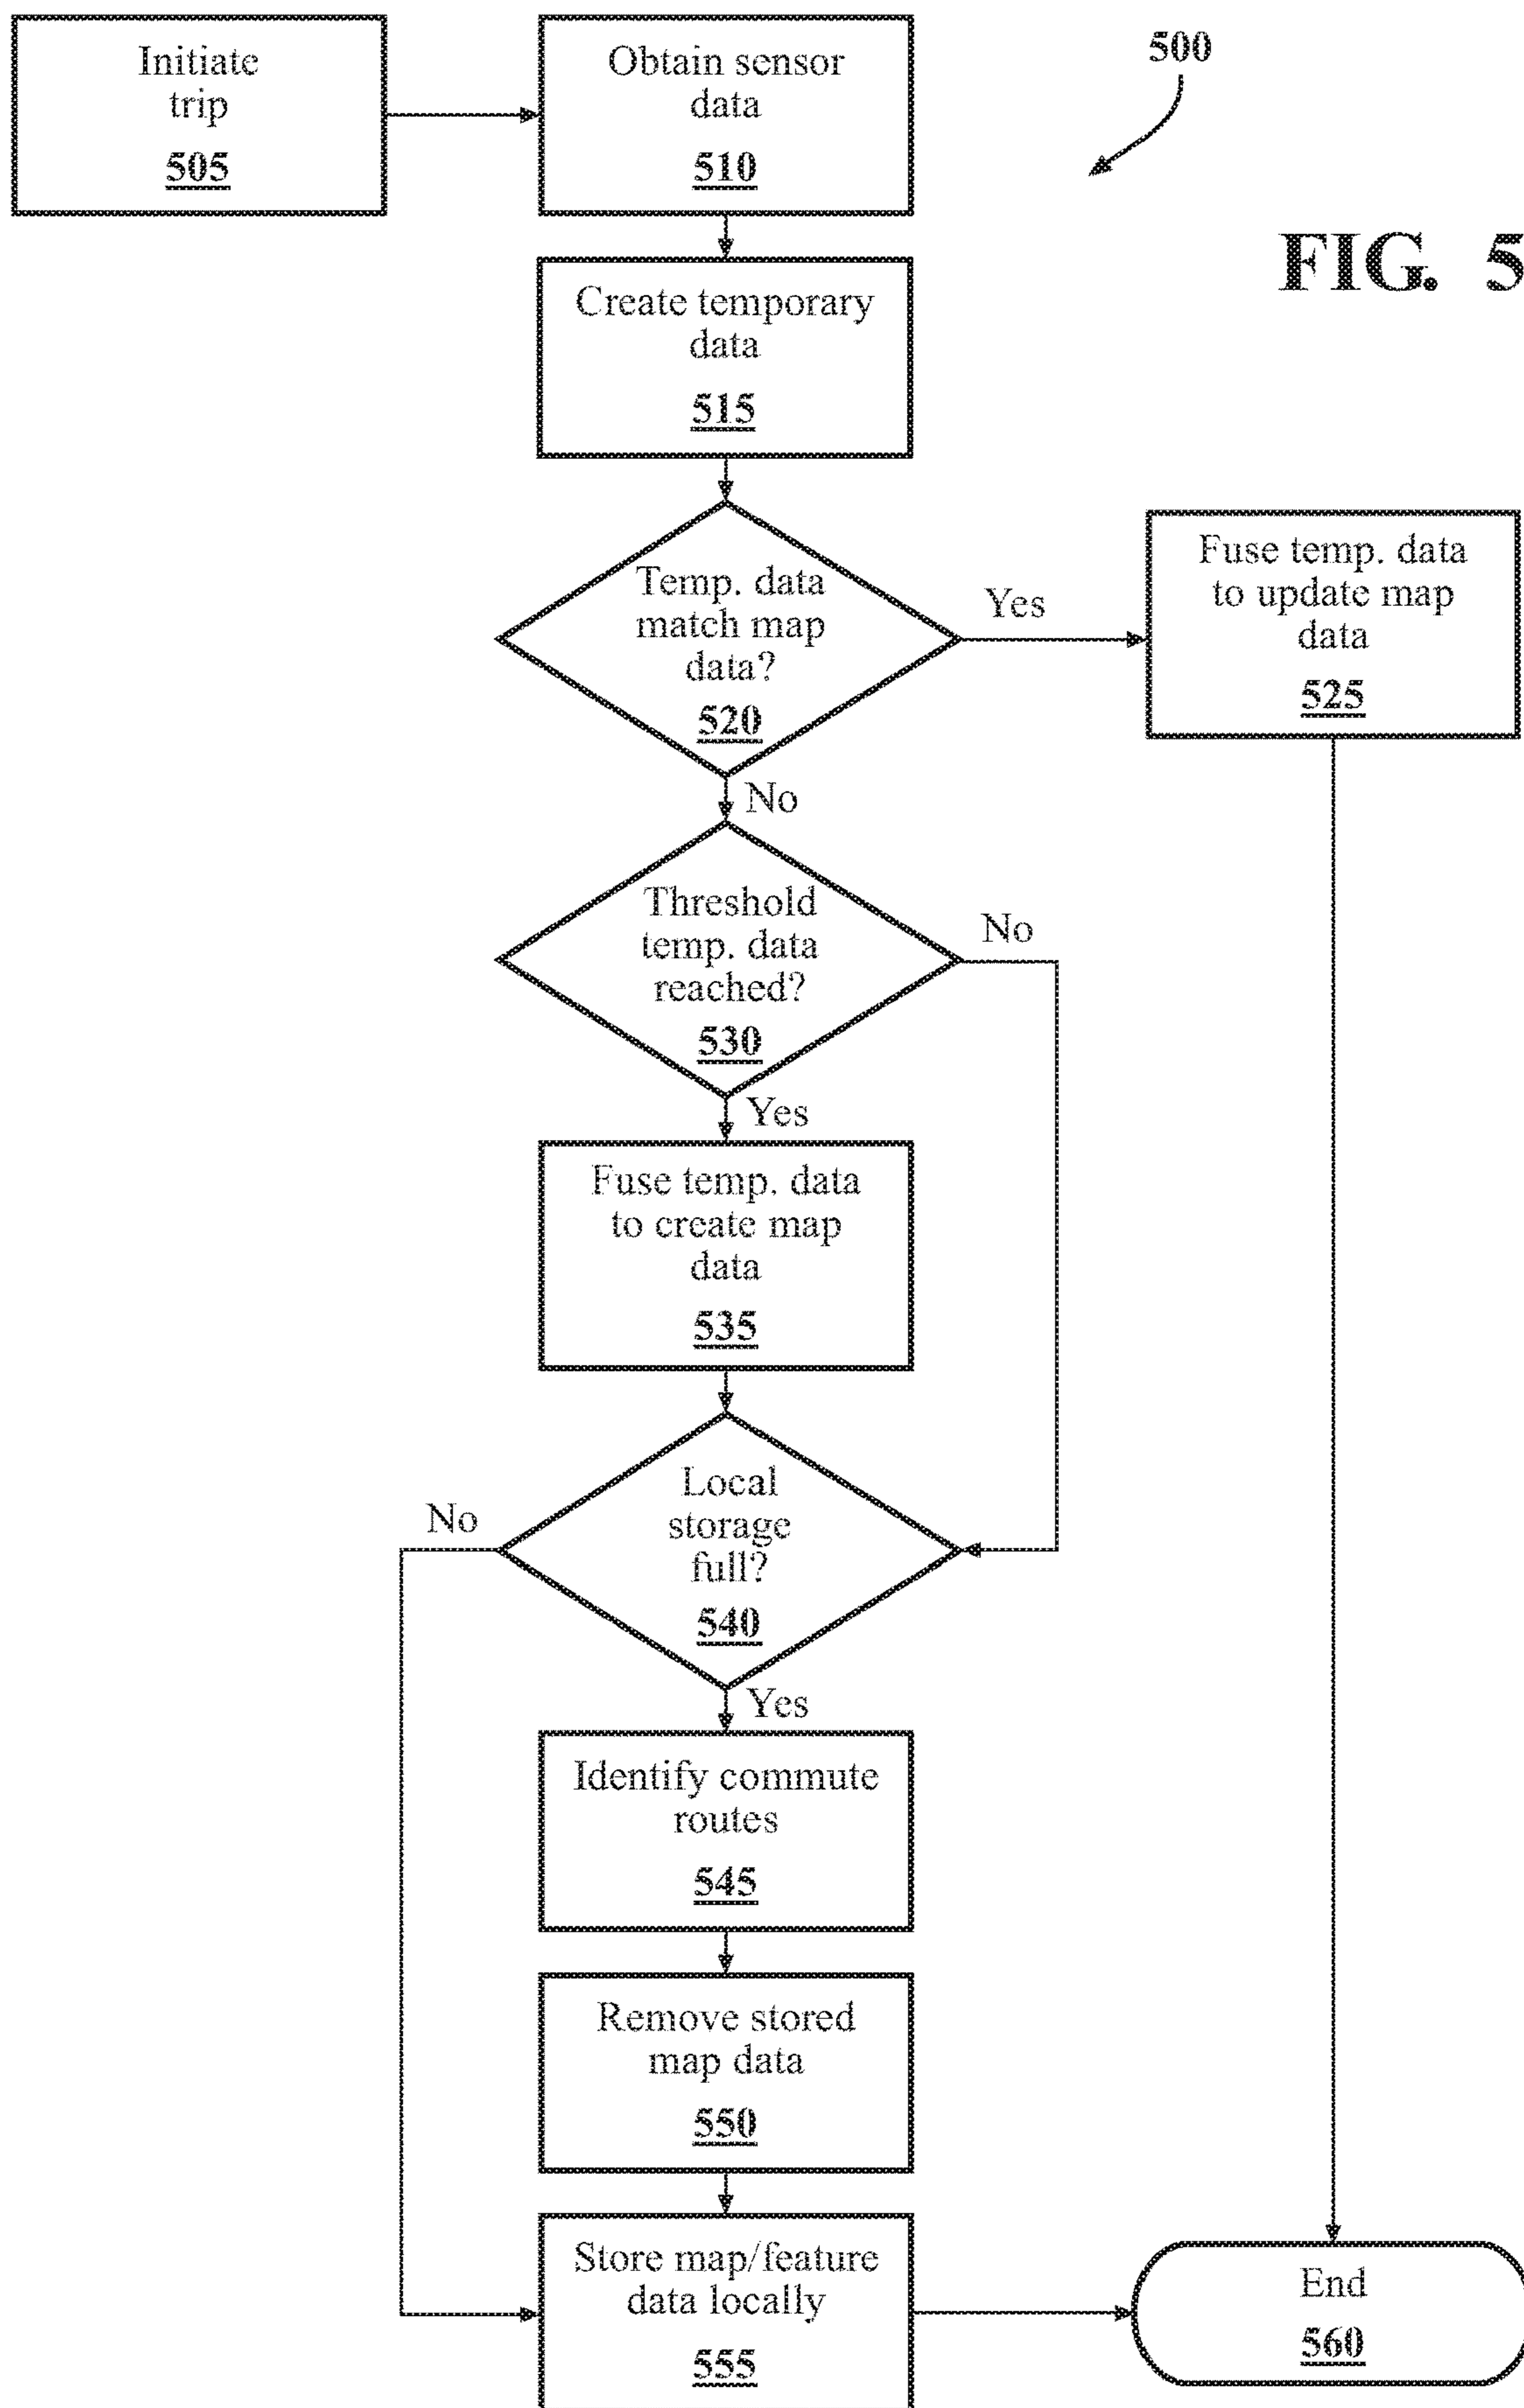 Initiate
trip
505
Obtain sensor
data
510
500
FIG. 5
Create temporary
data
515
Temp. data
match map
data?
520
Yes
Fuse temp. data
to update map
data
525
No
Threshold
temp. data
reached?
530
No
Yes
Fuse temp. data
to create map
data
535
Local
storage
full?
540
No
Yes
Identify commute
routes
545
Remove stored
map data
550
Store map/feature
data locally
555
End
560